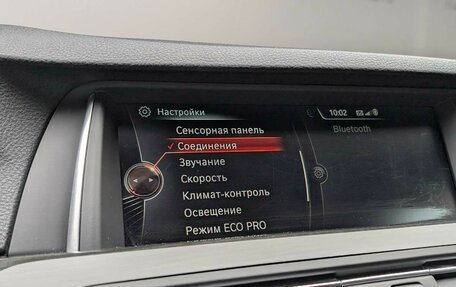 Настройки
10:02
Сенсорная панель
Bluetooth
Соединения
Звучание
Скорость
Климат-контроль
Освещение
Режим ECO PRO